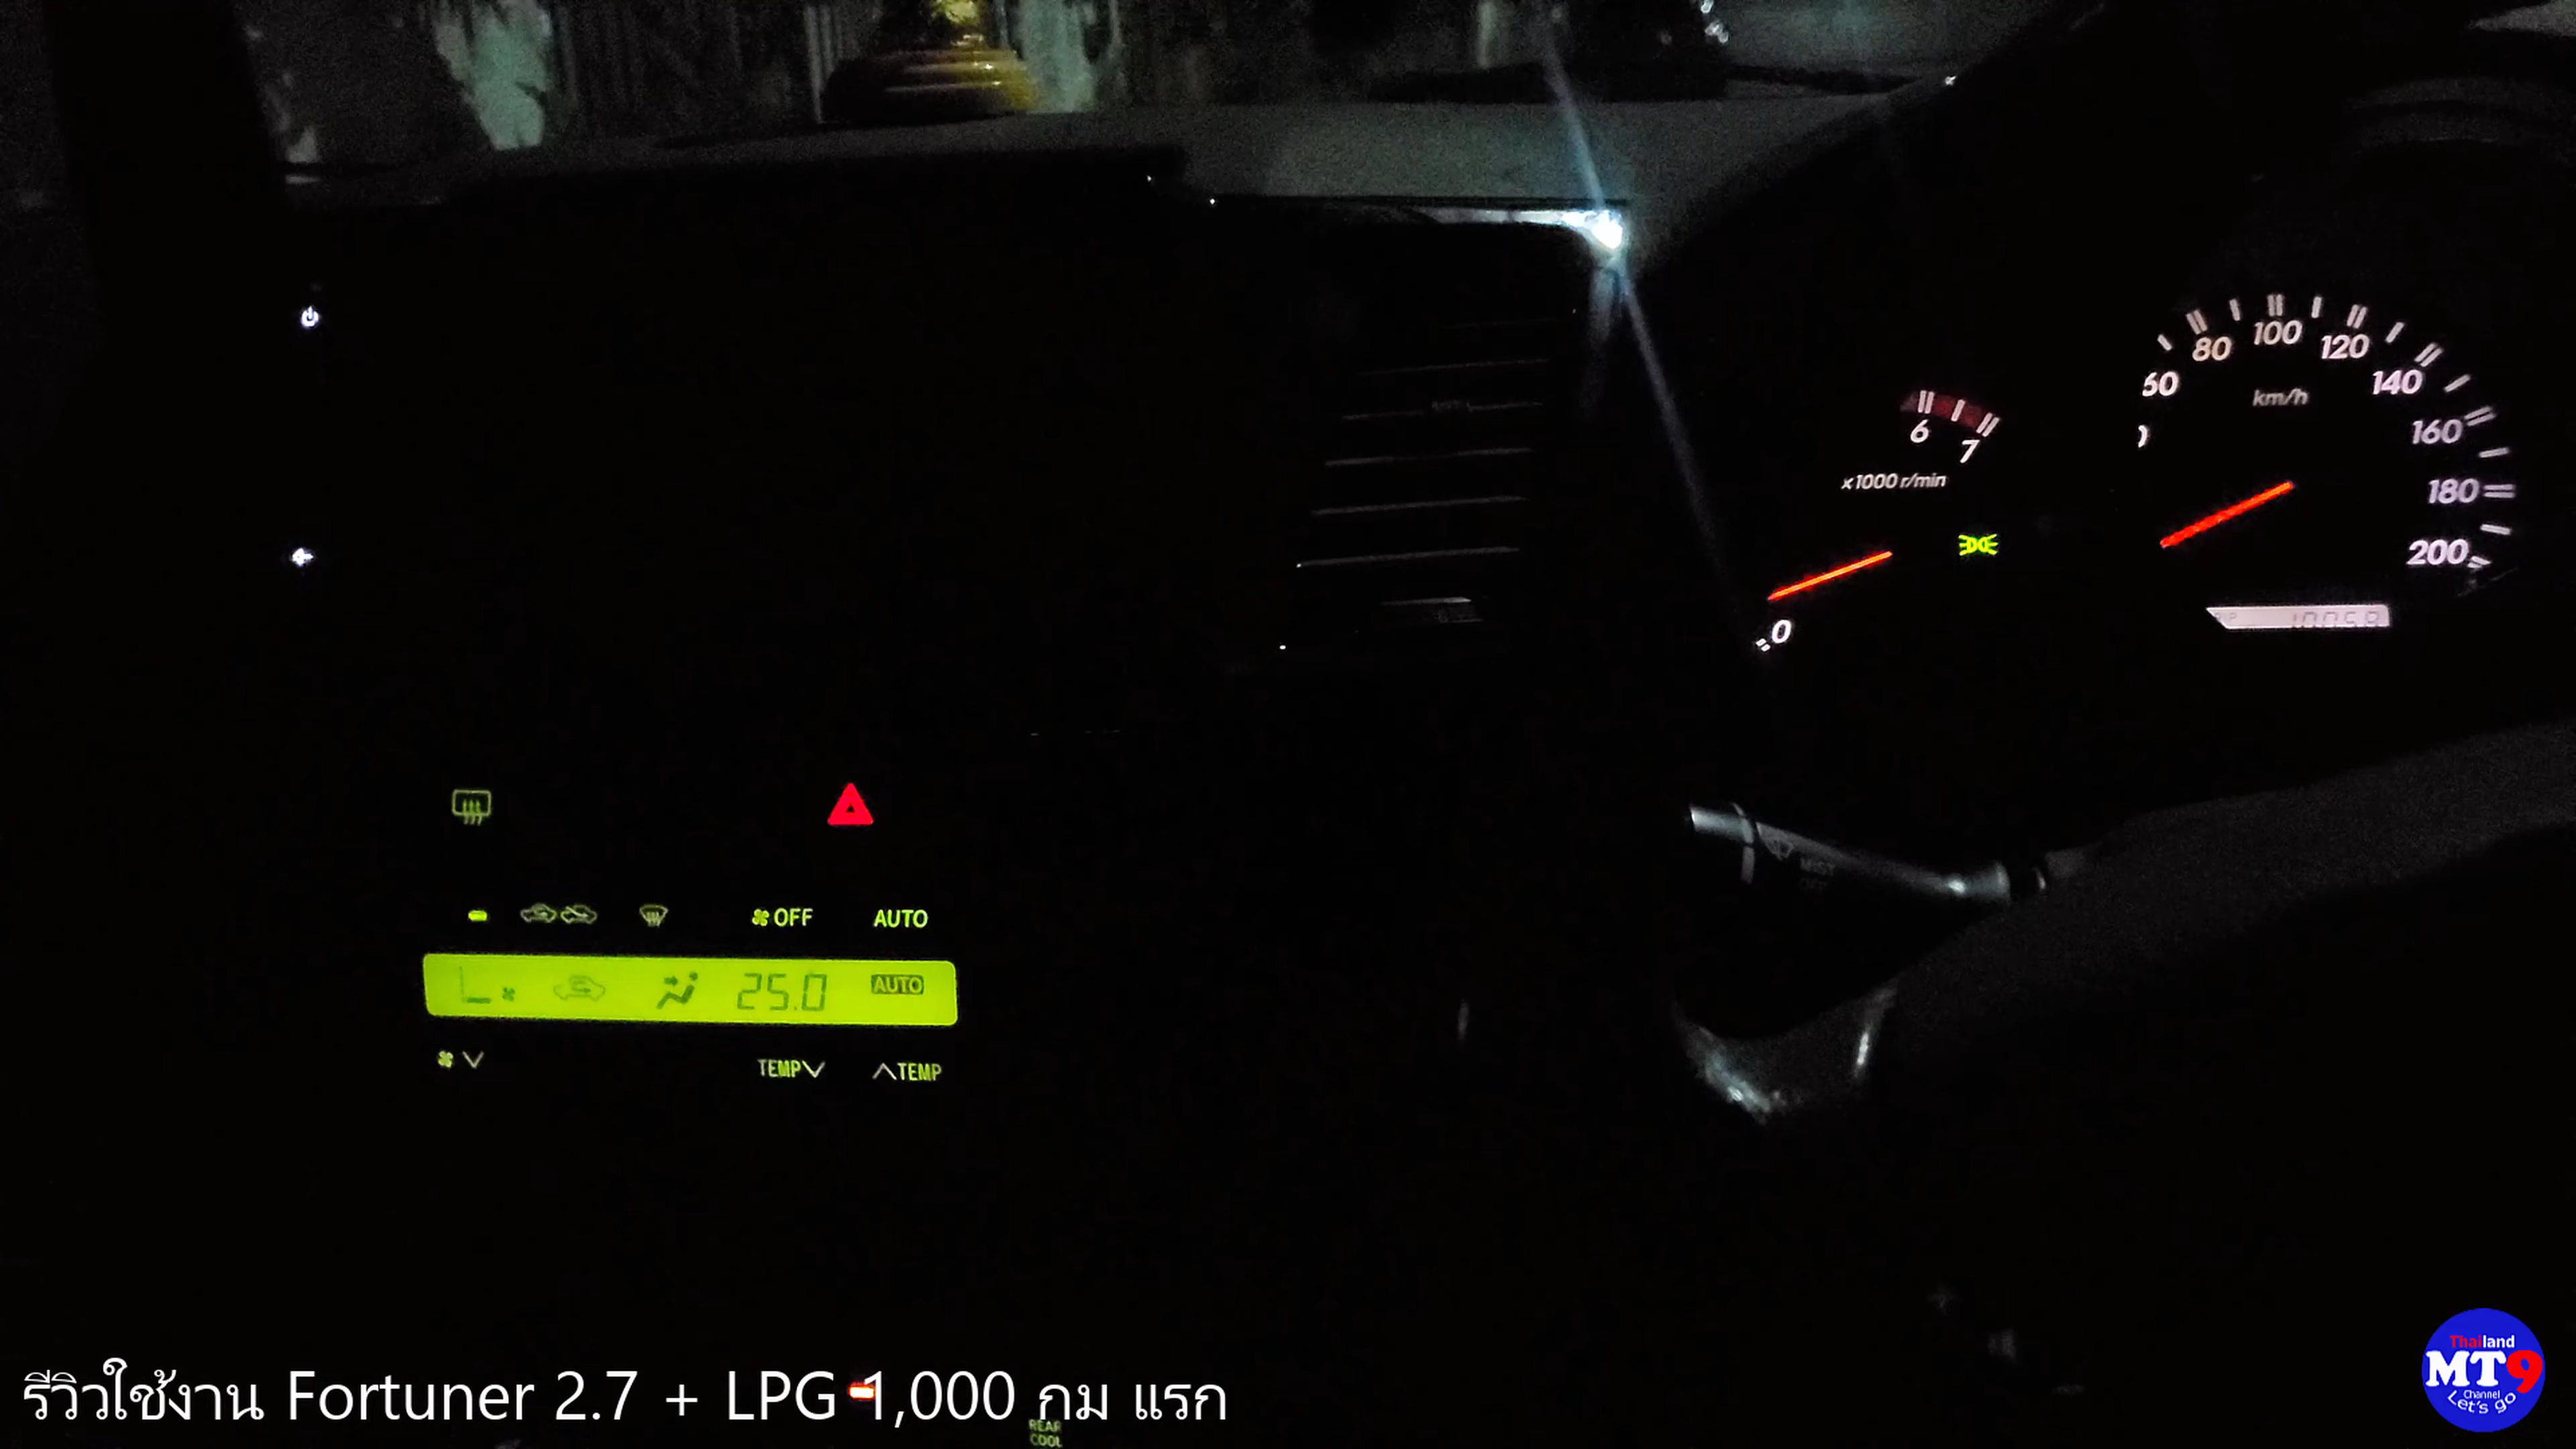 80
100
120
60
140
km/h
160
180
200
6
7
x1000 r/min
0
MIST
OFF
AUTO
25.0
AUTO
TEMP
TEMP
รีวิวใช้งาน Fortuner 2.7 + LPG 1,000 กม แรก
REAR
COOL
Thailand
MT9
Channel
Let's go